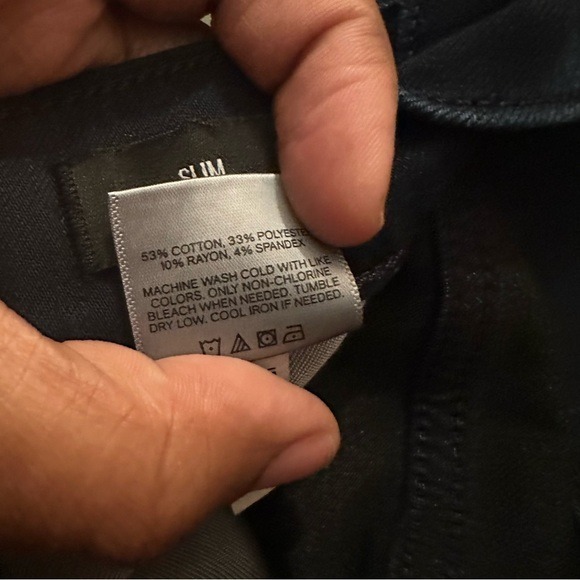 SLIM
53% COTTON, 33% POLYESTE
10% RAYON, 4% SPANDEX
MACHINE WASH COLD WITH LIKE
COLORS. ONLY NON-CHLORINE
BLEACH WHEN NEEDED. TUMBLE
DRY LOW. COOL IRON IF NEEDED.